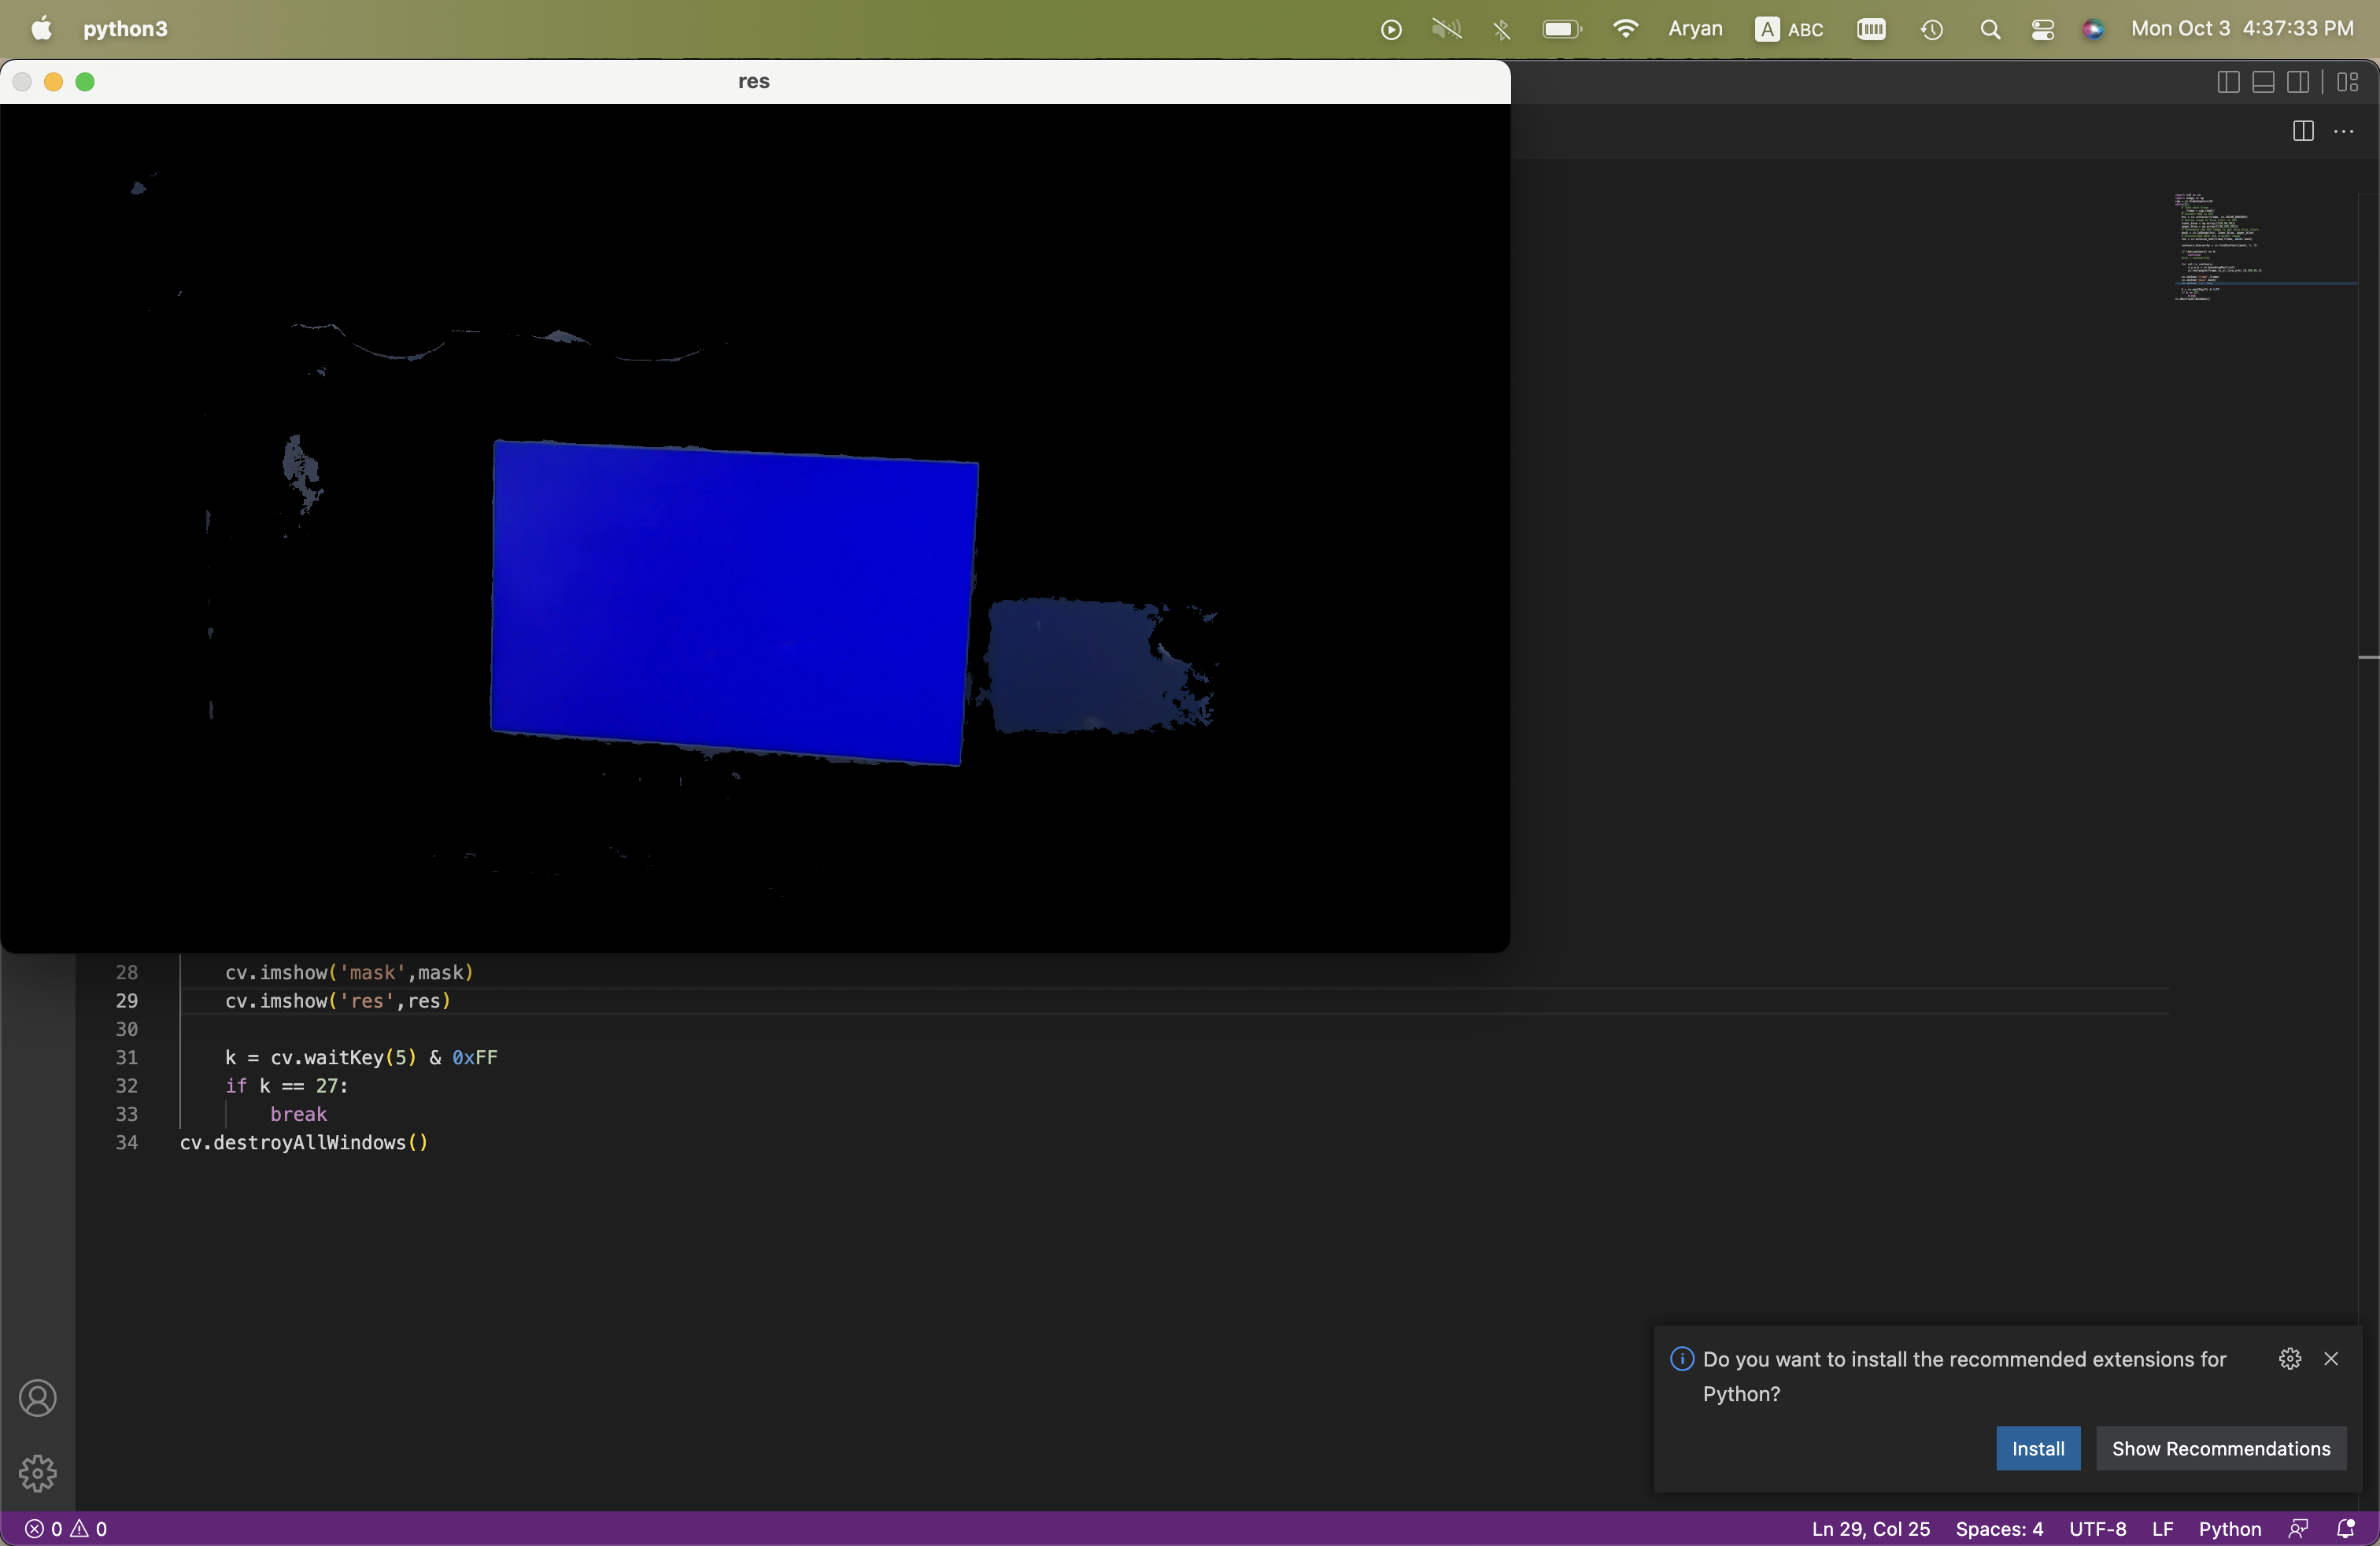 python3
Aryan
A ABC
Mon Oct 3 4:37:33 PM
res
28 cv.imshow('mask',mask)
29 cv.imshow('res',res)
30
31 k = cv.waitKey(5) & 0xFF
32 if k == 27:
33 break
34 cv.destroyAllWindows()
Do you want to install the recommended extensions for
Python?
Install Show Recommendations
0 0
Ln 29, Col 25 Spaces: 4 UTF-8 LF Python